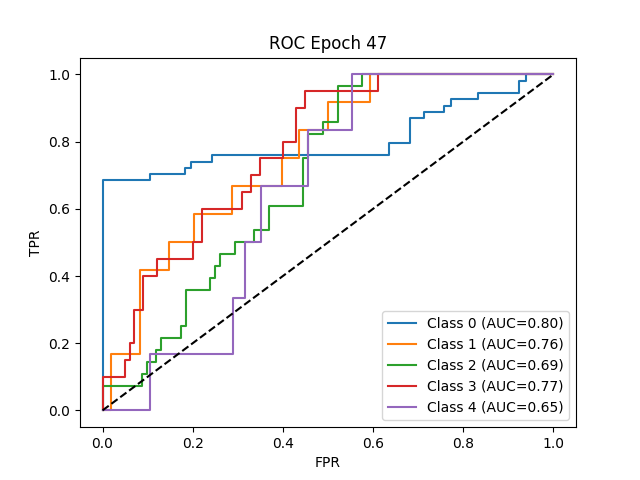 ROC Epoch 47
TPR
1.0
0.8
0.6
0.4
0.2
0.0
Class 0 (AUC=0.80)
Class 1 (AUC=0.76)
Class 2 (AUC=0.69)
Class 3 (AUC=0.77)
Class 4 (AUC=0.65)
0.0 0.2 0.4 0.6 0.8 1.0
FPR